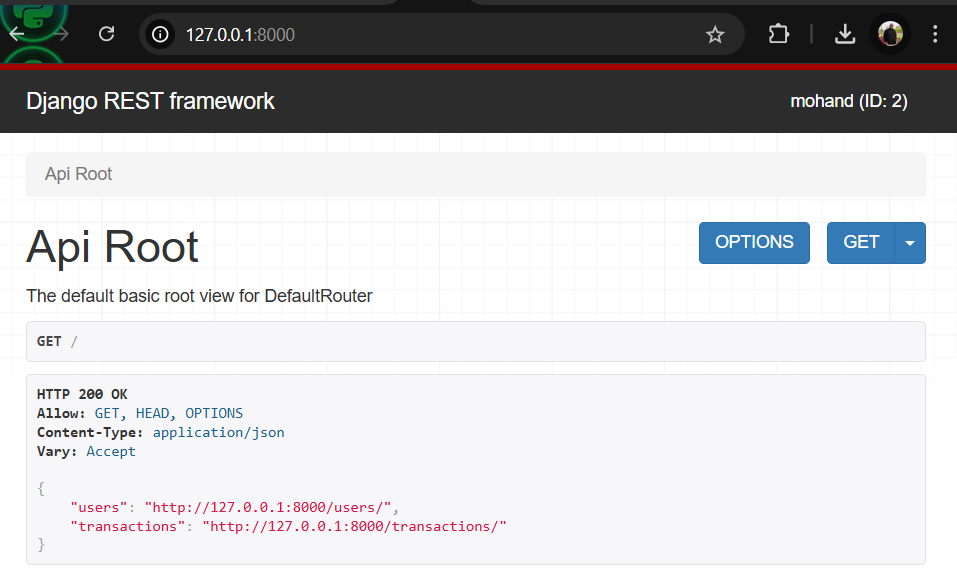 127.0.0.1:8000
Django REST framework
mohand (ID: 2)
Api Root
Api Root
OPTIONS
GET
The default basic root view for DefaultRouter
GET /
HTTP 200 OK
Allow: GET, HEAD, OPTIONS
Content-Type: application/json
Vary: Accept
{
    "users": "http://127.0.0.1:8000/users/",
    "transactions": "http://127.0.0.1:8000/transactions/"
}